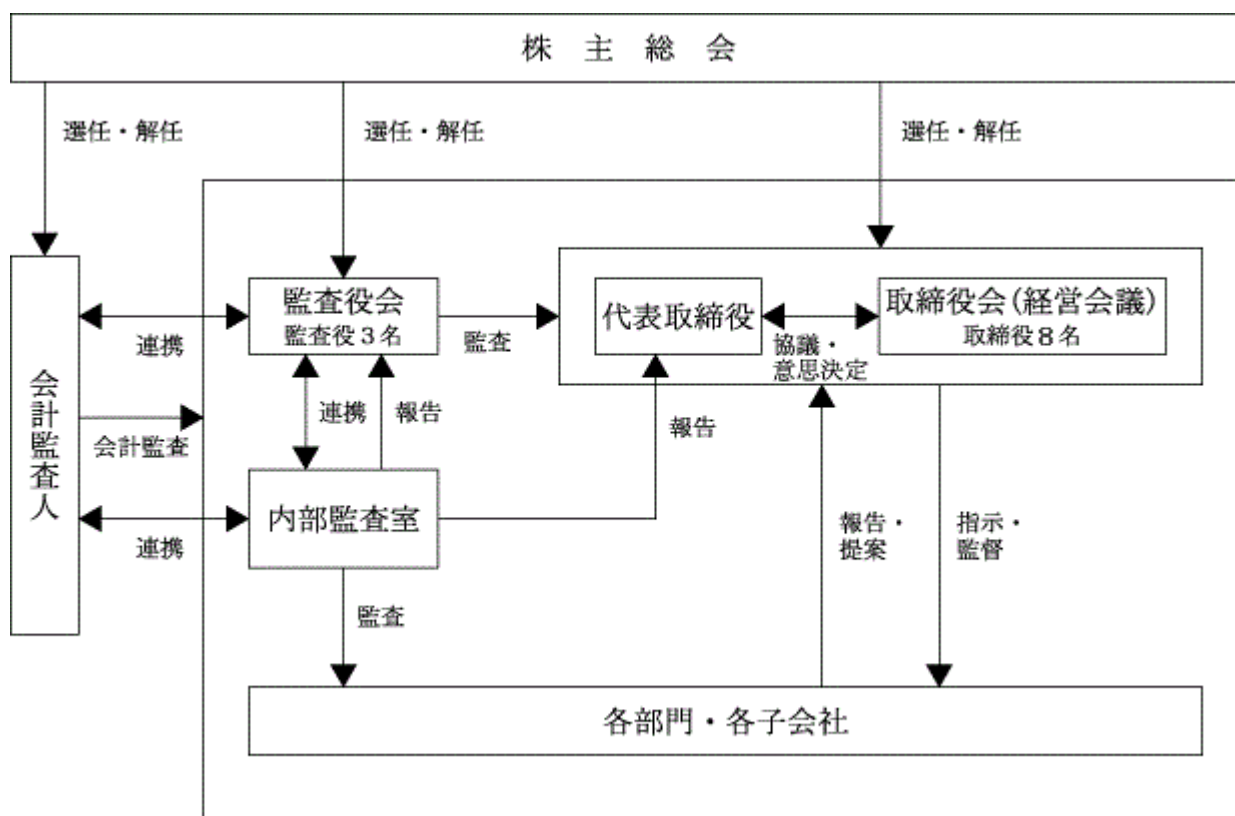 株主総会
選任・解任
選任・解任
選任・解任
監査役会
監査役3名
代表取締役
取締役会(経営会議)
取締役8名
連携
監査
協議・
意思決定
会計監査人
連携
報告
報告
会計監査
内部監査室
連携
報告・
提案
指示・
監督
監査
各部門・各子会社